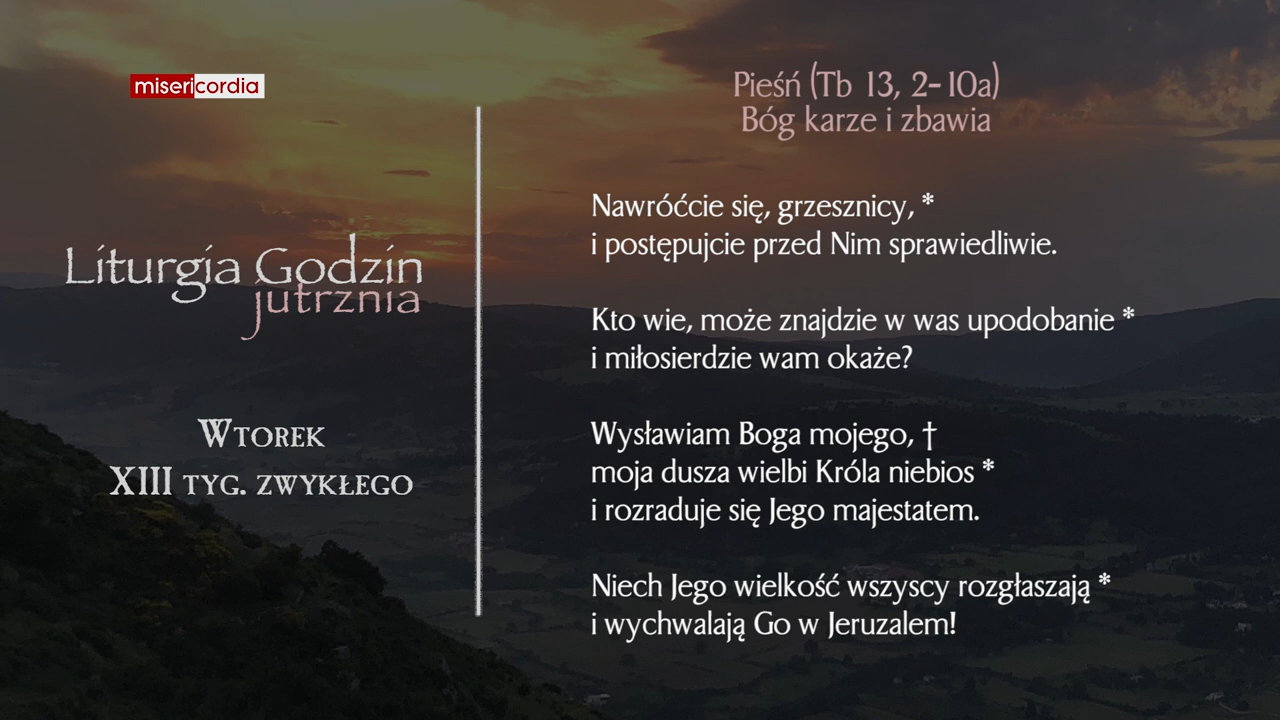 misericordia
Liturgia Godzin
jutrznia
Wtorek
XIII tyg. zwykłego
Pieśń (Tb 13, 2-10a)
Bóg karze i zbawia
Nawróćcie się, grzesznicy, *
i postępujcie przed Nim sprawiedliwie.
Kto wie, może znajdzie w was upodobanie *
i miłosierdzie wam okaże?
Wysławiam Boga mojego, †
moja dusza wielbi Króla niebios *
i rozraduje się Jego majestatem.
Niech Jego wielkość wszyscy rozgłaszają *
i wychwalają Go w Jeruzalem!